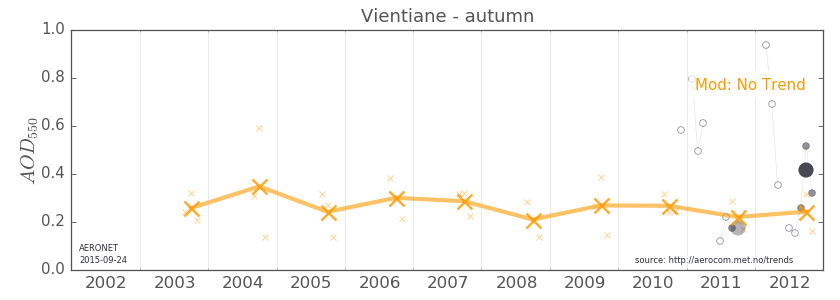 Vientiane - autumn
1.0
0.8
0.6
0.4
0.2
0.0
AOD550
Mod: No Trend
AERONET
2015-09-24
source: http://aerocom.met.no/trends
2002 2003 2004 2005 2006 2007 2008 2009 2010 2011 2012